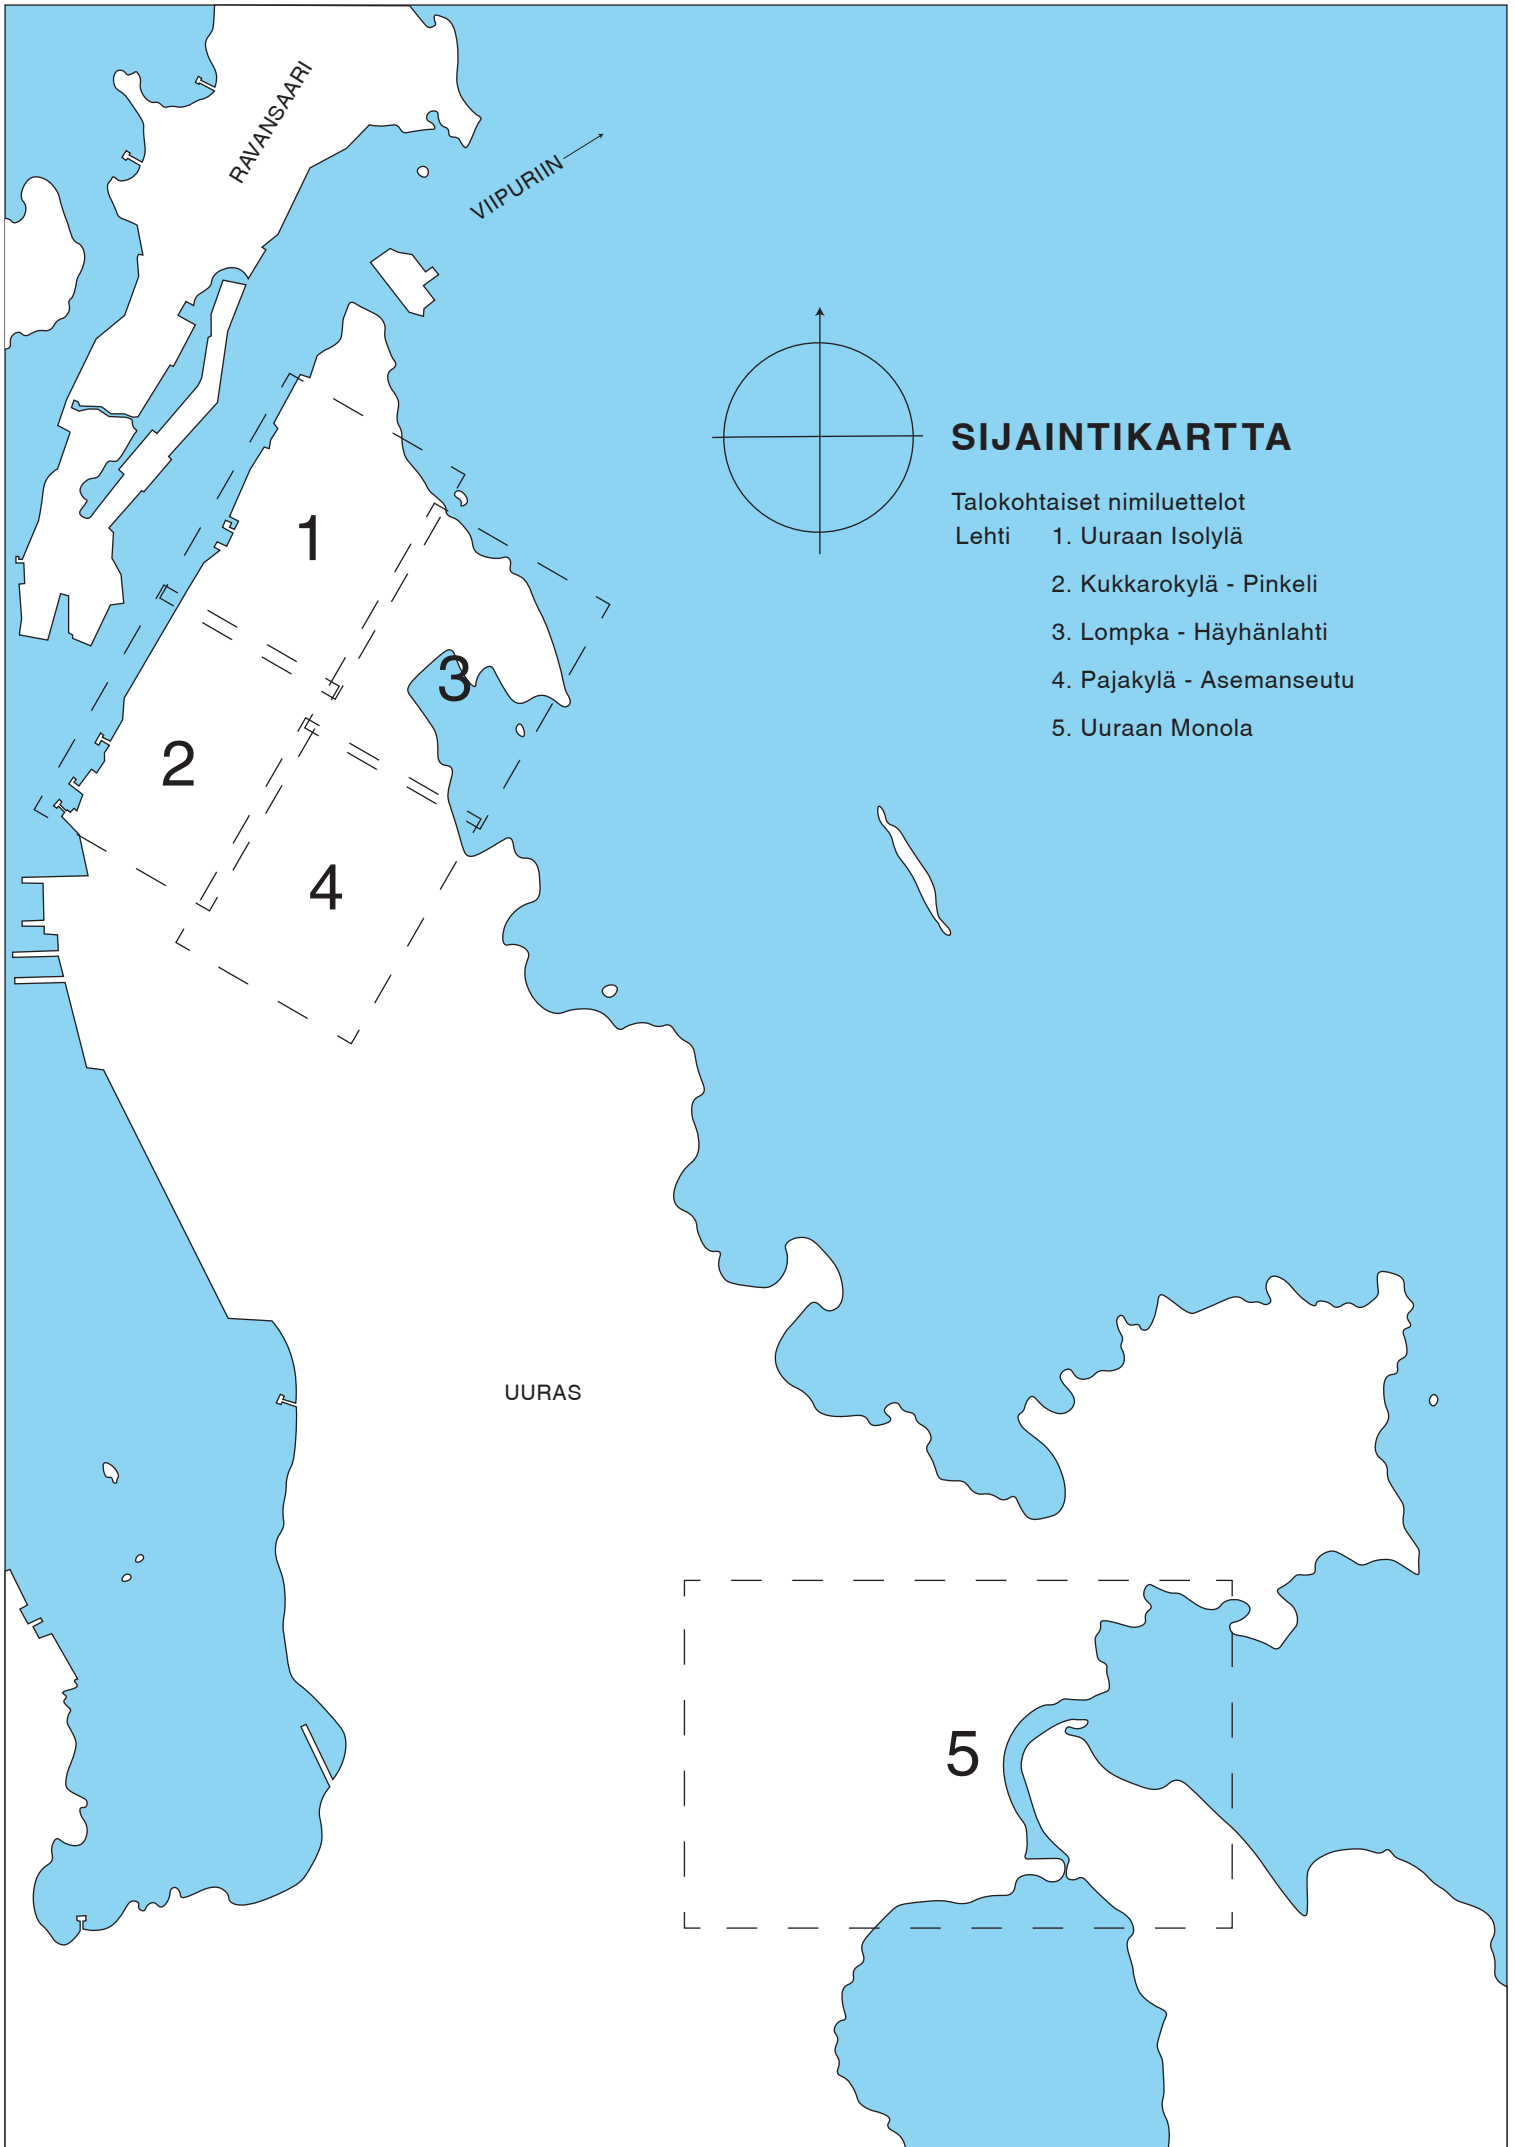 RAVANSAARI
VIIPURIIN
SIJAINTIKARTTA
Talokohtaiset nimiluettelot
Lehti 1. Uuraan Isolylä
2. Kukkarokylä - Pinkeli
3. Lompka - Häyhänlahti
4. Pajakylä - Asemanseutu
5. Uuraan Monola
1
3
2
4
UURAS
5